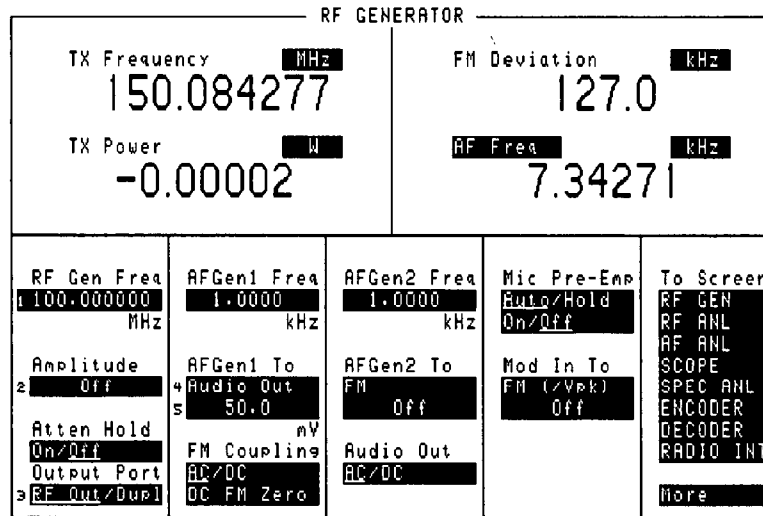 RF GENERATOR
TX Frequency MHz
150.084277
FM Deviation kHz
127.0
TX Power W
-0.00002
AF Freq kHz
7.34271
RF Gen Freq
1 100.000000
MHz
Amplitude
2 Off
Atten Hold
On/Off
Output Port
3 RF Out/Dupl
AFGen1 Freq
1.0000
kHz
AFGen1 To
4 Audio Out
5 50.0
mV
FM Coupling
AC/DC
DC FM Zero
AFGen2 Freq
1.0000
kHz
AFGen2 To
FM
Off
Audio Out
AC/DC
Mic Pre-Emp
Auto/Hold
On/Off
Mod In To
FM (/Vpk)
Off
To Screen
RF GEN
RF ANL
AF ANL
SCOPE
SPEC ANL
ENCODER
DECODER
RADIO INT
More